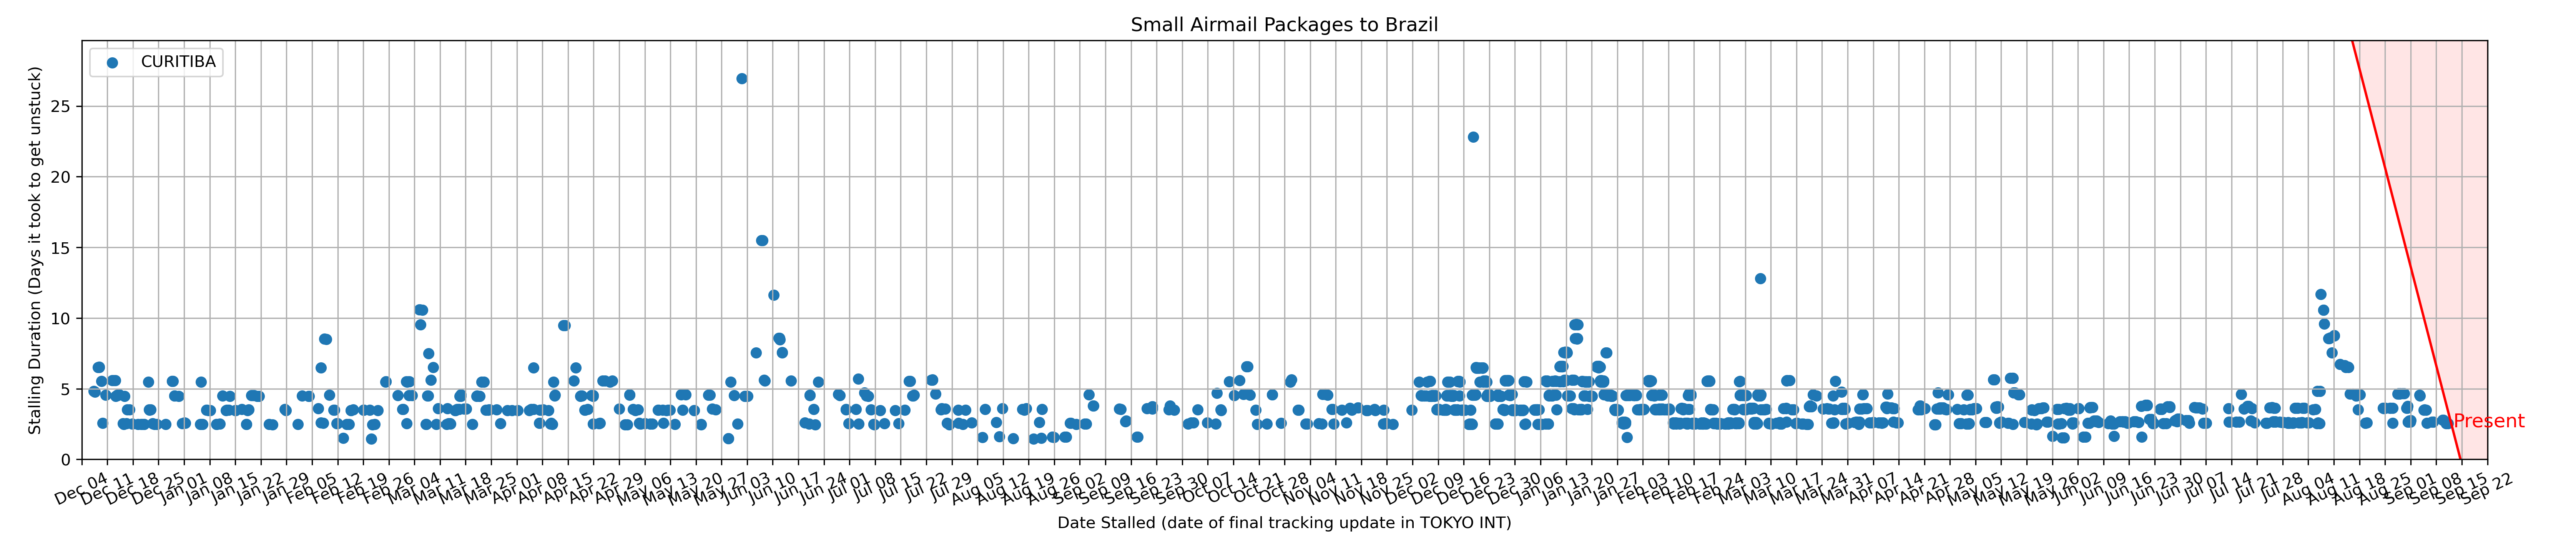 Small Airmail Packages to Brazil
CURITIBA
Stalling Duration (Days it took to get unstuck)
25
20
15
10
5
0
Present
Dec 04
Dec 11
Dec 18
Dec 25
Jan 01
Jan 08
Jan 15
Jan 22
Jan 29
Feb 05
Feb 12
Feb 19
Feb 26
Mar 04
Mar 11
Mar 18
Mar 25
Apr 01
Apr 08
Apr 15
Apr 22
Apr 29
May 06
May 13
May 20
May 27
Jun 03
Jun 10
Jun 17
Jun 24
Jul 01
Jul 08
Jul 15
Jul 22
Jul 29
Aug 05
Aug 12
Aug 19
Aug 26
Sep 02
Sep 09
Sep 16
Sep 23
Sep 30
Oct 07
Oct 14
Oct 21
Oct 28
Nov 04
Nov 11
Nov 18
Nov 25
Dec 02
Dec 09
Dec 16
Dec 23
Dec 30
Jan 06
Jan 13
Jan 20
Jan 27
Feb 03
Feb 10
Feb 17
Feb 24
Mar 03
Mar 10
Mar 17
Mar 24
Mar 31
Apr 07
Apr 14
Apr 21
Apr 28
May 05
May 12
May 19
May 26
Jun 02
Jun 09
Jun 16
Jun 23
Jun 30
Jul 07
Jul 14
Jul 21
Jul 28
Aug 04
Aug 11
Aug 18
Aug 25
Sep 01
Sep 08
Sep 15
Sep 22
Date Stalled (date of final tracking update in TOKYO INT)